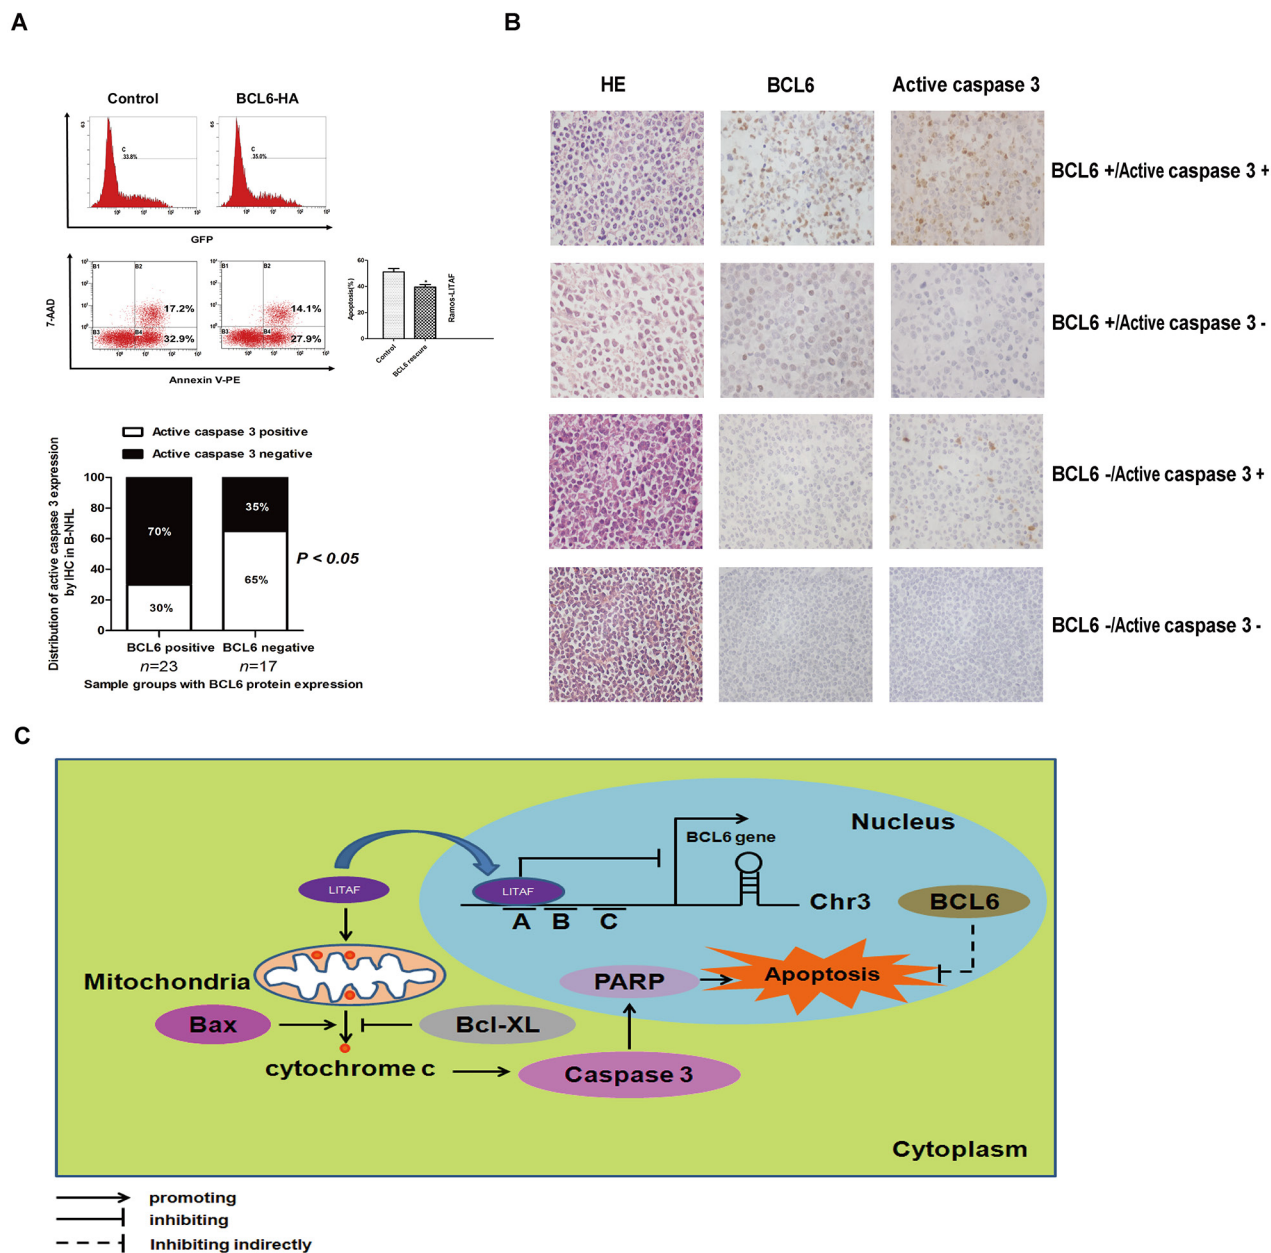 A
Control
BCL6-HA
C
33.8%
C
35.0%
GFP
7-AAD
B1
B2
17.2%
B3
B4
32.9%
B1
B2
14.1%
B3
B4
27.9%
Annexin V-PE
Apoptosis(%)
60
40
20
0
Control
BCL6 rescure
*
Ramos-LITAF
Active caspase 3 positive
Active caspase 3 negative
Distribution of active caspase 3 expression
by IHC in B-NHL
100
80
60
40
20
0
70%
30%
35%
65%
P < 0.05
BCL6 positive
BCL6 negative
n=23
n=17
Sample groups with BCL6 protein expression
B
HE
BCL6
Active caspase 3
BCL6 +/Active caspase 3 +
BCL6 +/Active caspase 3 -
BCL6 -/Active caspase 3 +
BCL6 -/Active caspase 3 -
C
Nucleus
BCL6 gene
LITAF
LITAF
A
B
C
Chr3
BCL6
Mitochondria
PARP
Apoptosis
Bax
Bcl-XL
cytochrome c
Caspase 3
Cytoplasm
promoting
inhibiting
Inhibiting indirectly